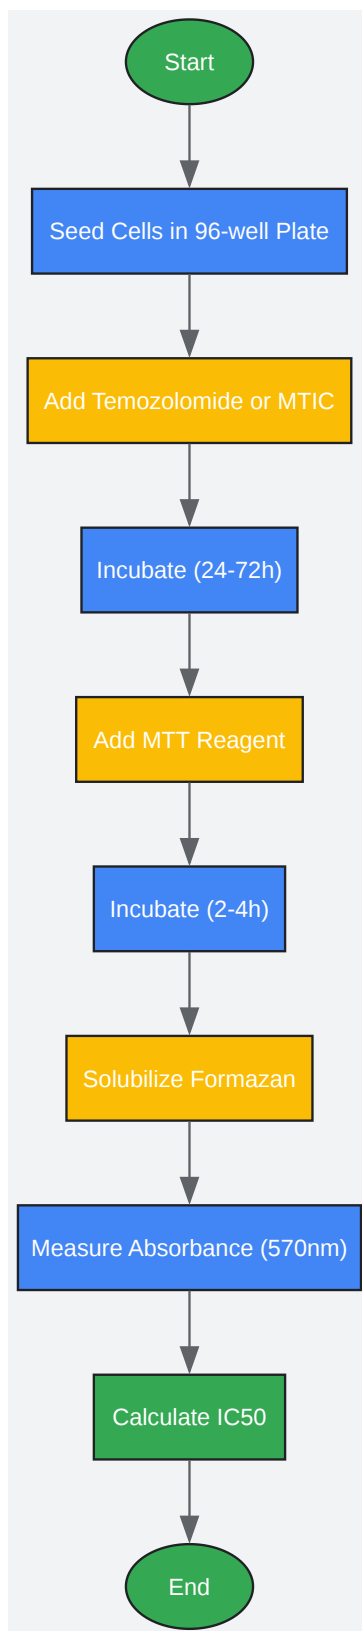 Start
Seed Cells in 96-well Plate
Add Temozolomide or MTIC
Incubate (24-72h)
Add MTT Reagent
Incubate (2-4h)
Solubilize Formazan
Measure Absorbance (570nm)
Calculate IC50
End